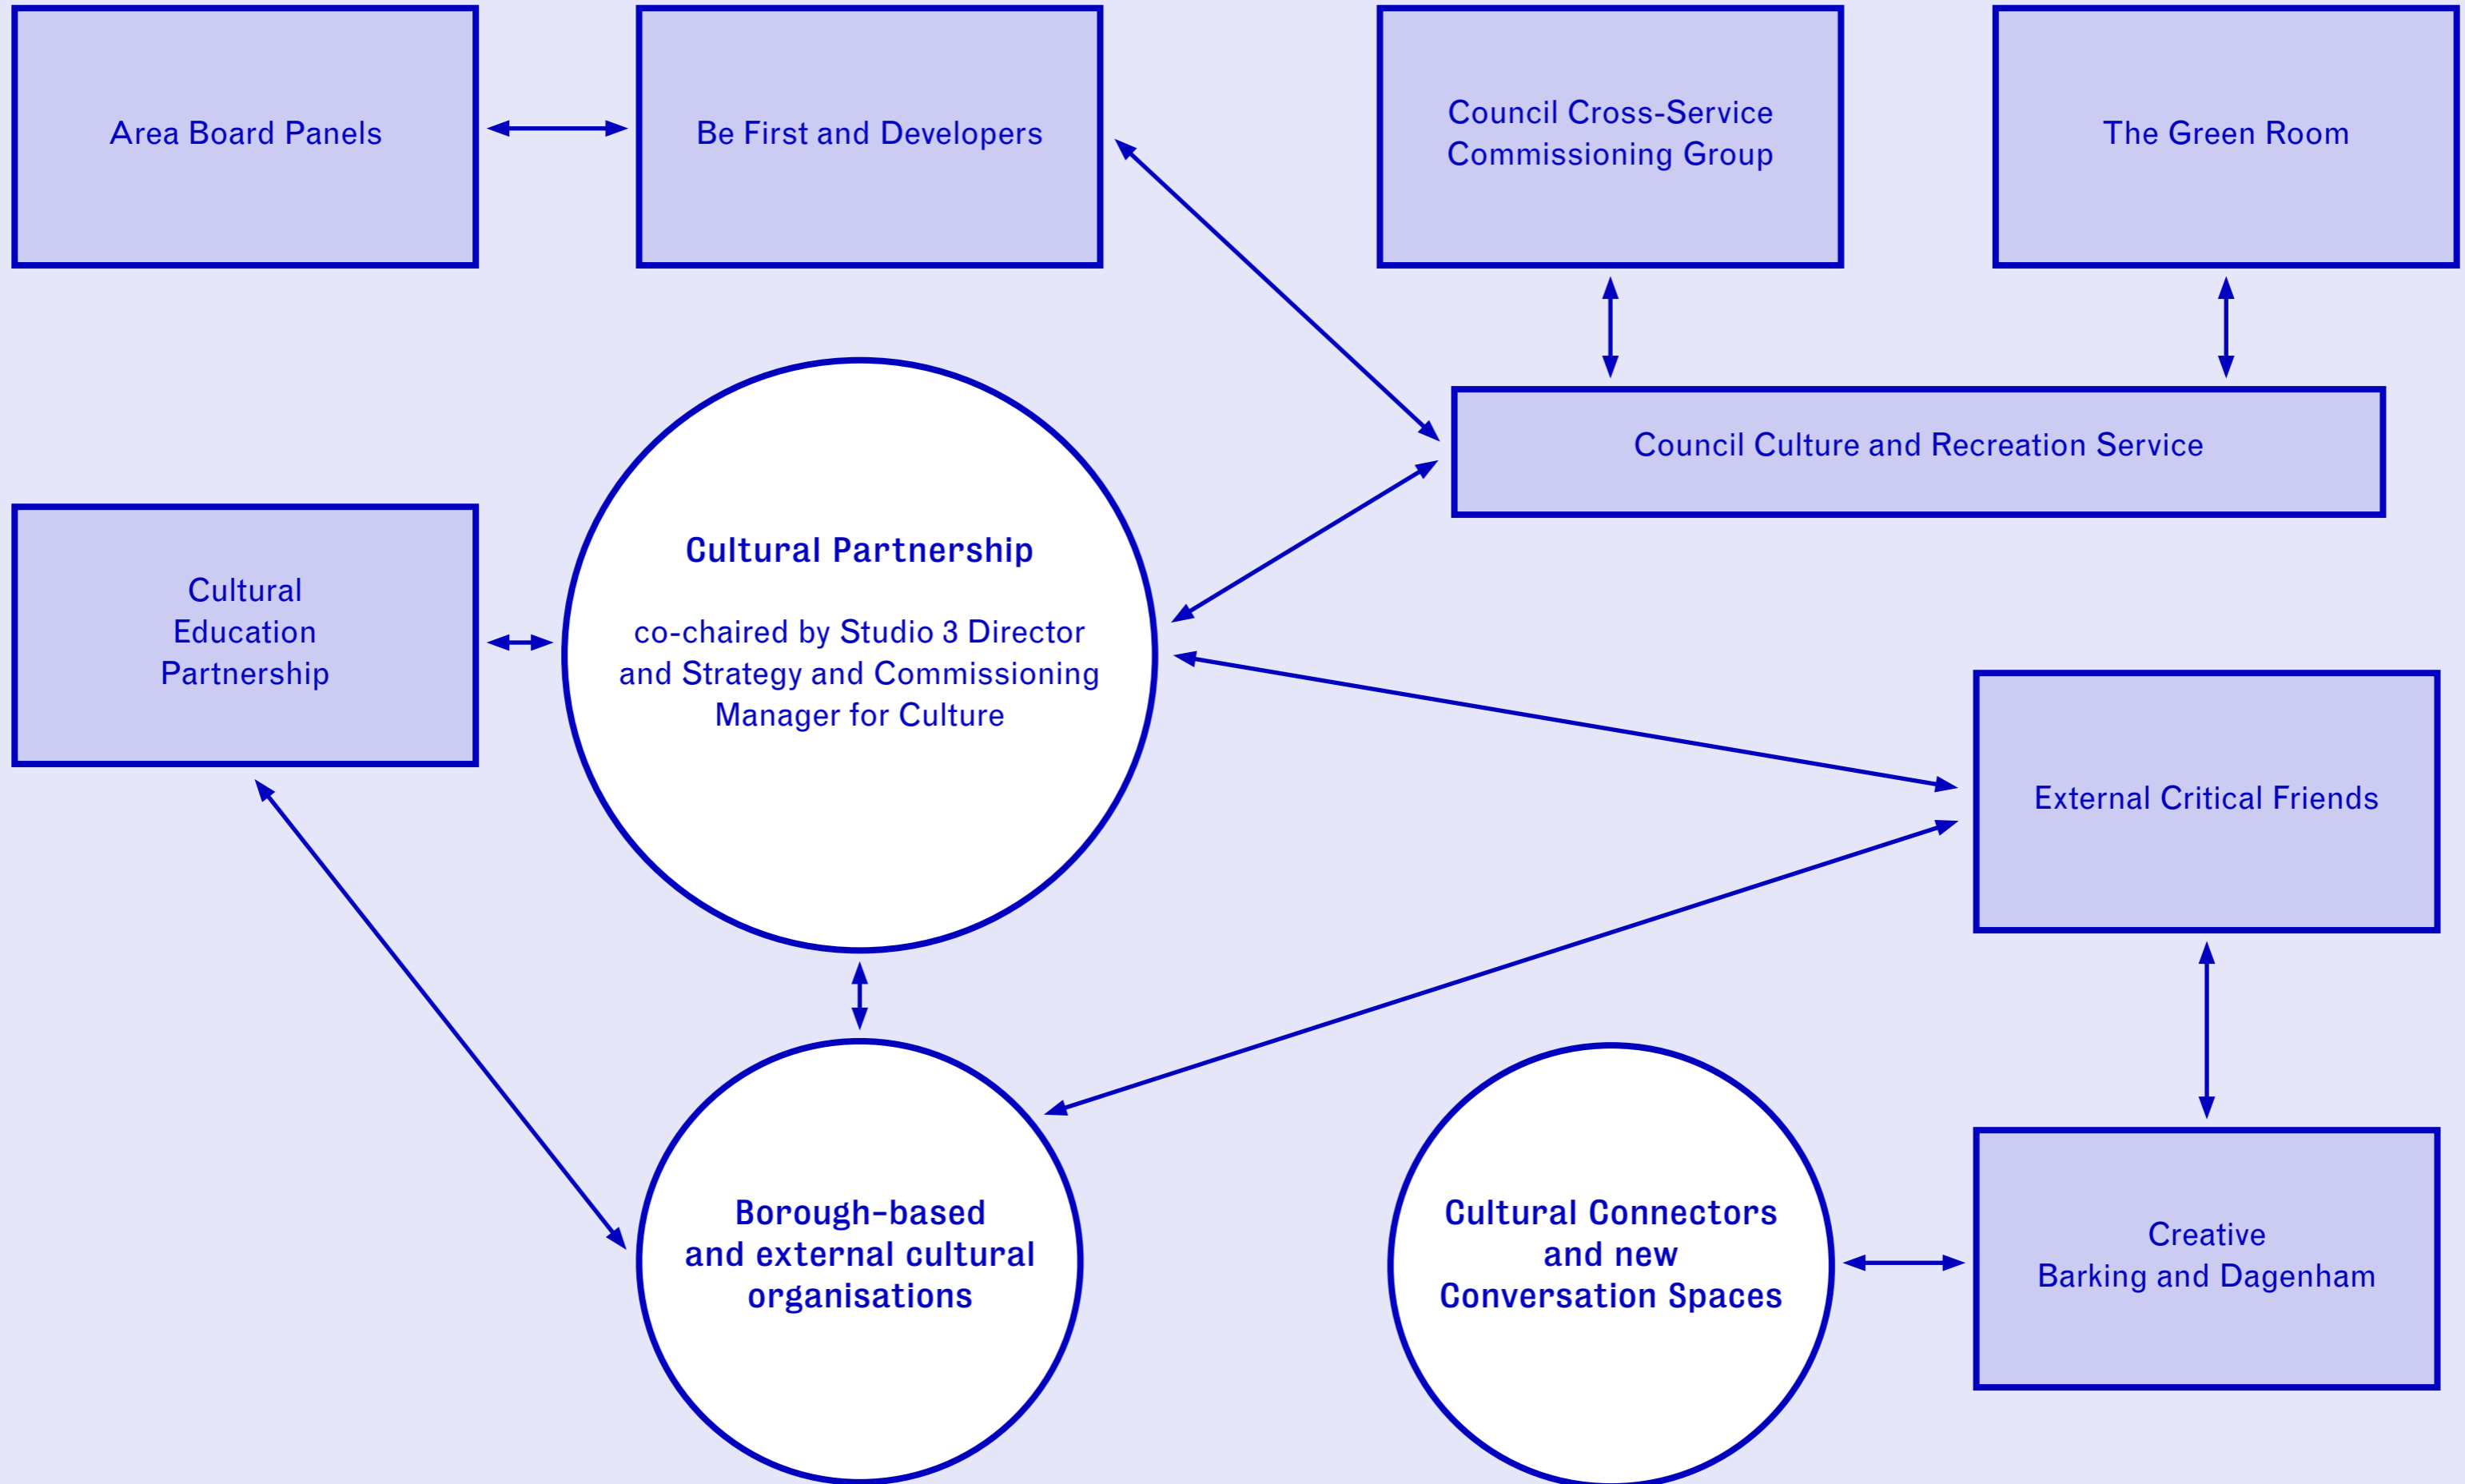 Area Board Panels
Be First and Developers
Council Cross-Service
Commissioning Group
The Green Room
Council Culture and Recreation Service
Cultural Partnership
co-chaired by Studio 3 Director
and Strategy and Commissioning
Manager for Culture
Cultural
Education
Partnership
External Critical Friends
Borough-based
and external cultural
organisations
Cultural Connectors
and new
Conversation Spaces
Creative
Barking and Dagenham